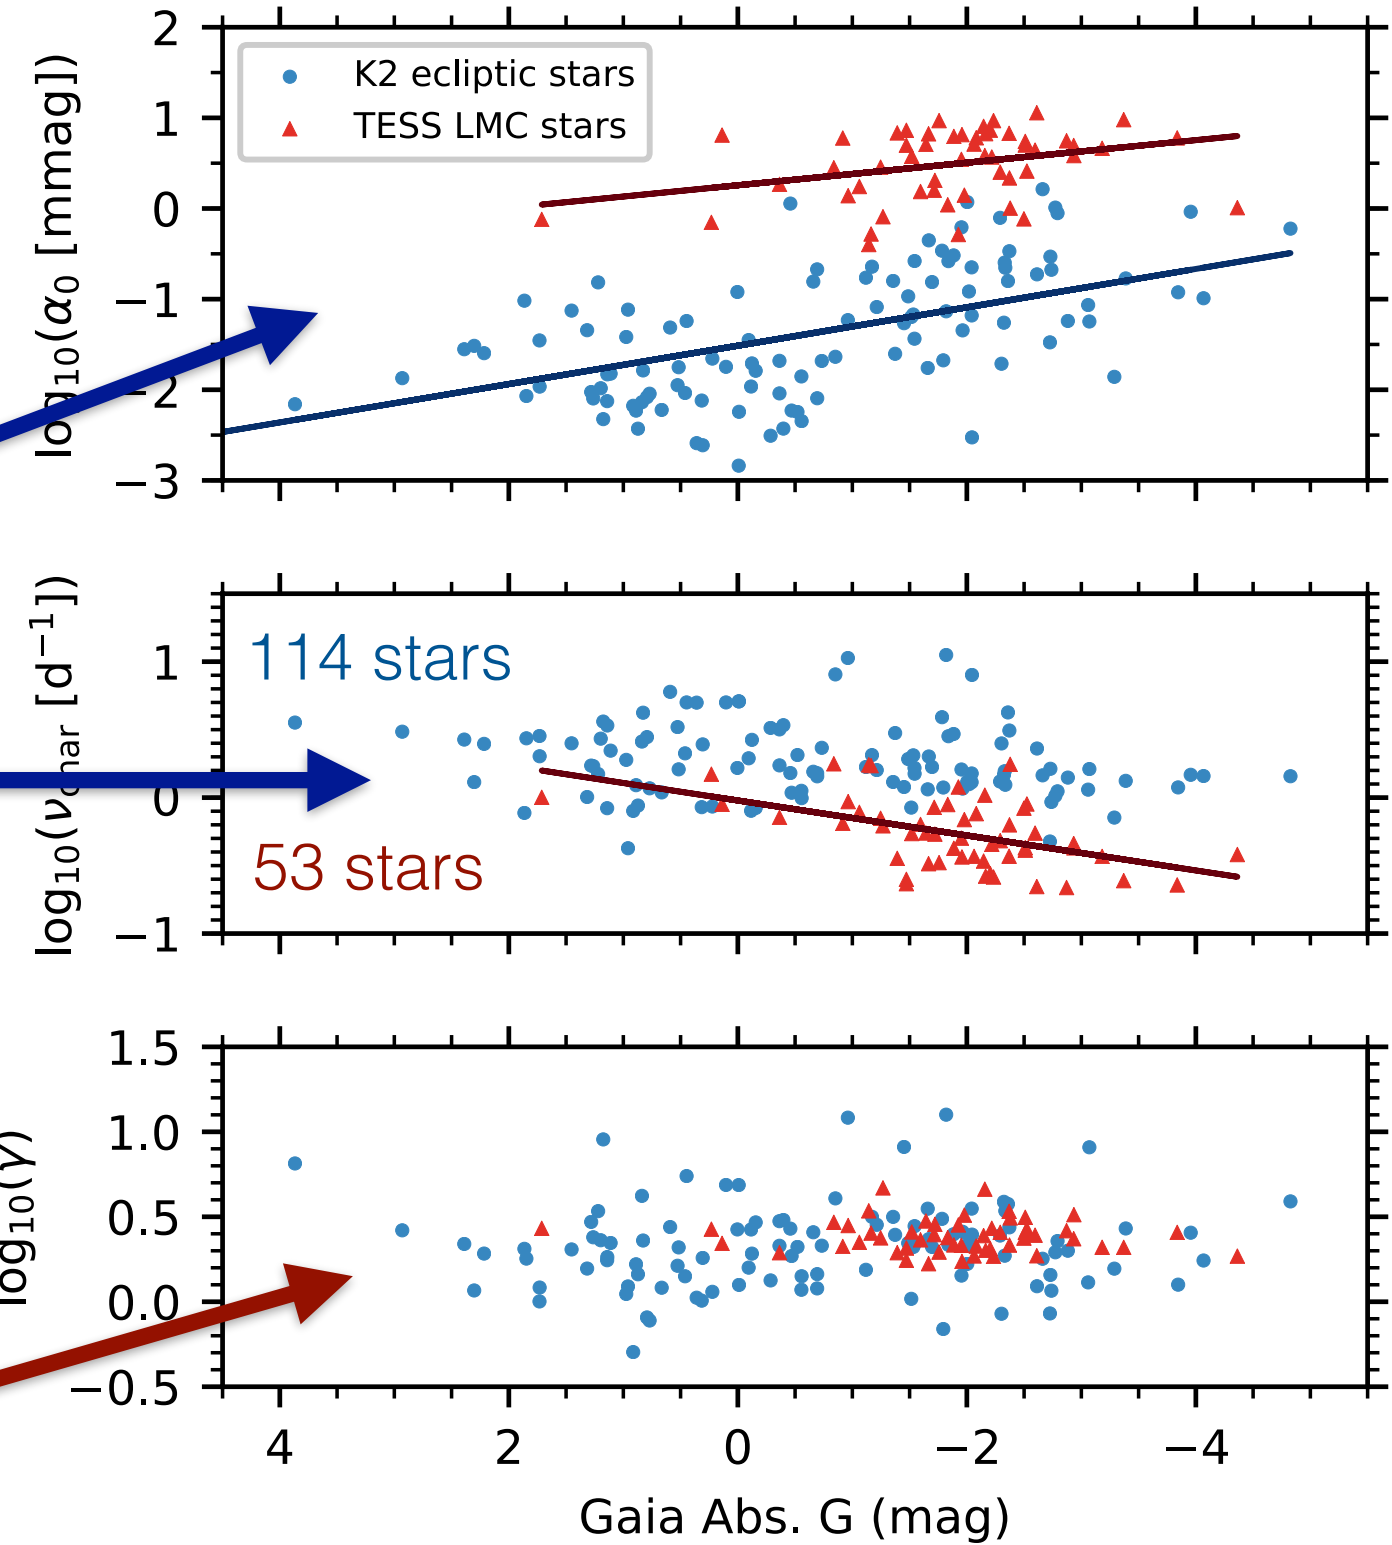 2
1
0
−1
−2
−3
log₁₀(α₀ [mmag])
K2 ecliptic stars
TESS LMC stars
1
0
−1
log₁₀(ν_char [d⁻¹])
114 stars
53 stars
1.5
1.0
0.5
0.0
−0.5
log₁₀(γ)
4 2 0 −2 −4
Gaia Abs. G (mag)